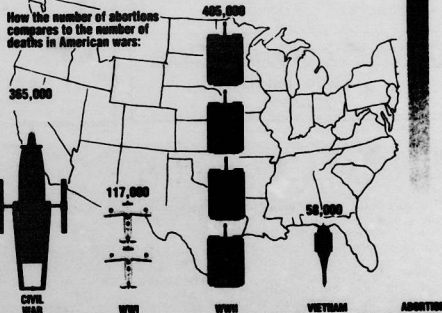 How the number of abortions
compares to the number of
deaths in American wars:
405,000
365,000
117,000
58,000
CIVIL
WAR
WWI
WWII
VIETNAM
ABORTION